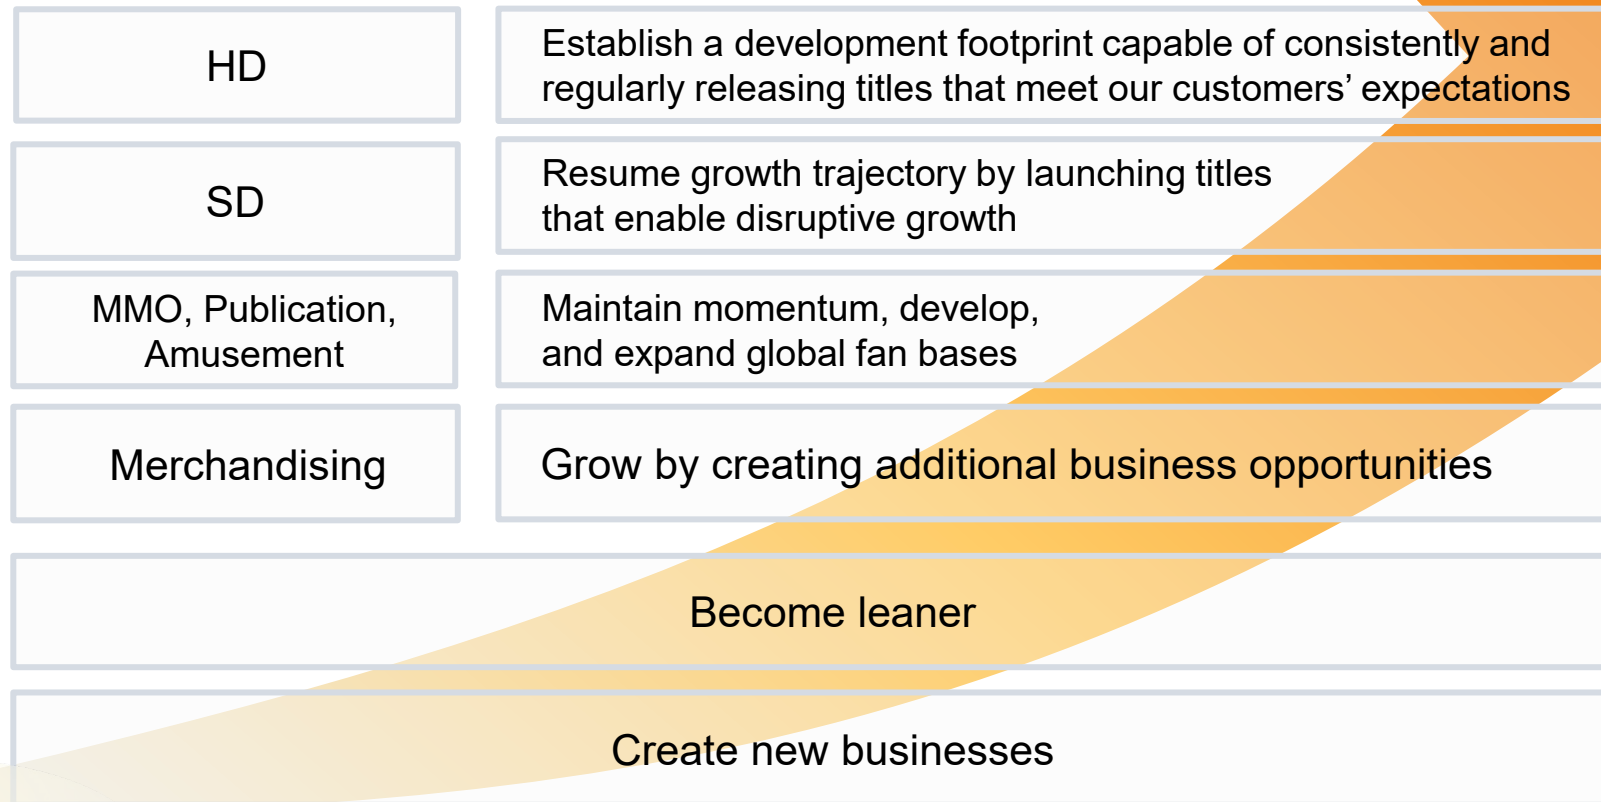 HD
Establish a development footprint capable of consistently and
regularly releasing titles that meet our customers’ expectations
SD
Resume growth trajectory by launching titles
that enable disruptive growth
MMO, Publication,
Amusement
Maintain momentum, develop,
and expand global fan bases
Merchandising
Grow by creating additional business opportunities
Become leaner
Create new businesses